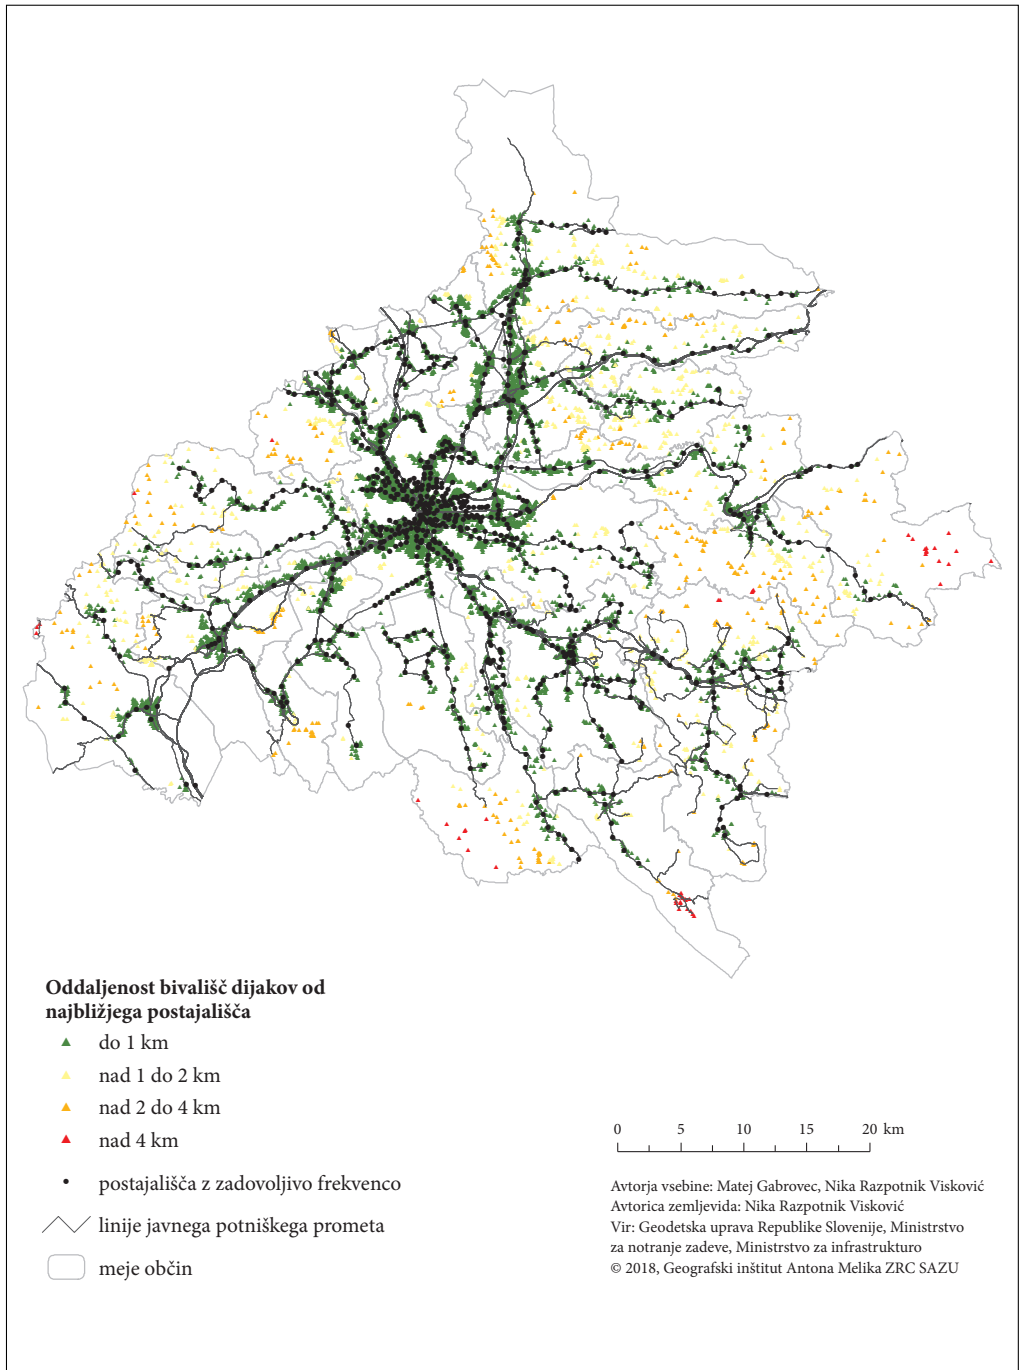 Oddaljenost bivališč dijakov od
najbližjega postajališča
do 1 km
nad 1 do 2 km
nad 2 do 4 km
nad 4 km
postajališča z zadovoljivo frekvenco
linije javnega potniškega prometa
meje občin
0 5 10 15 20 km
Avtorja vsebine: Matej Gabrovec, Nika Razpotnik Visković
Avtorica zemljevida: Nika Razpotnik Visković
Vir: Geodetska uprava Republike Slovenije, Ministrstvo
za notranje zadeve, Ministrstvo za infrastrukturo
© 2018, Geografski inštitut Antona Melika ZRC SAZU